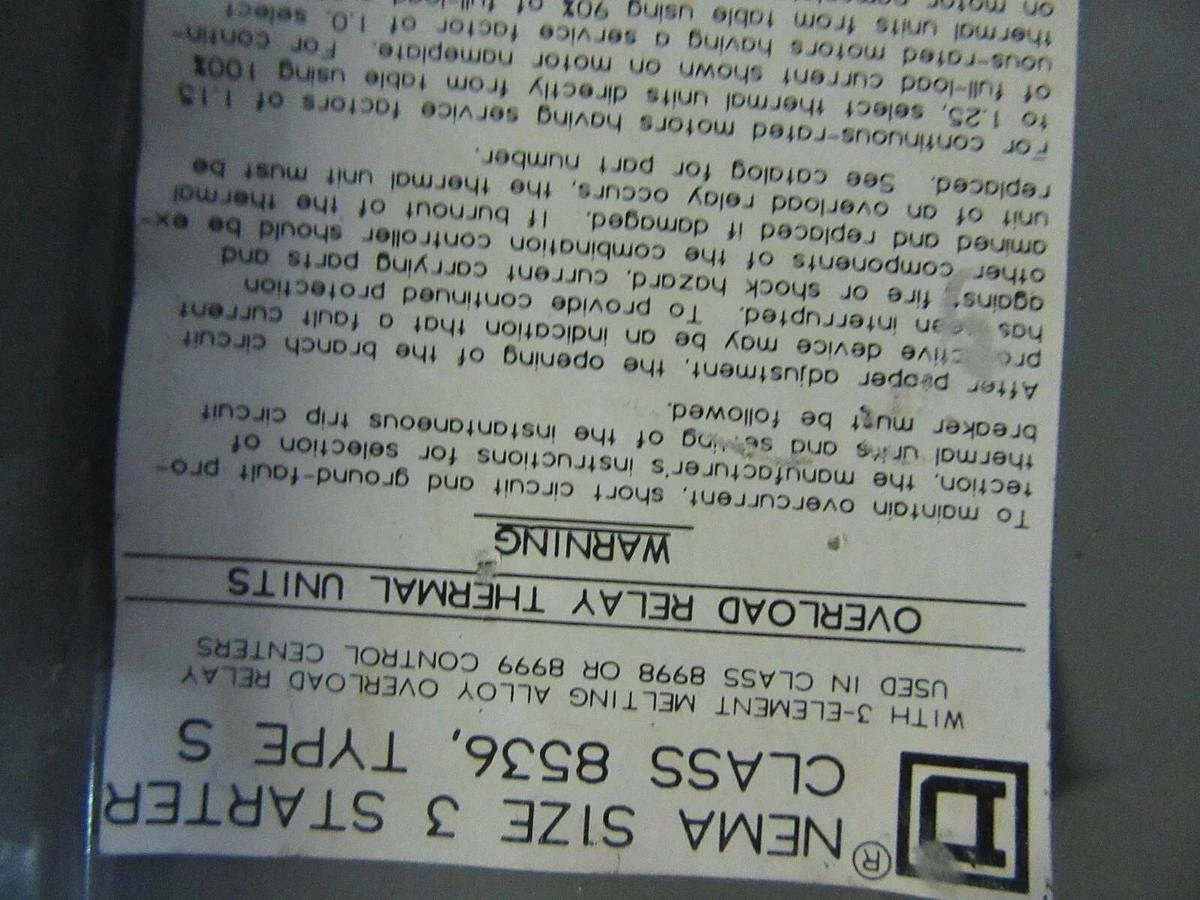 NEMA SIZE 3 STARTER
CLASS 8536, TYPE S
WITH 3-ELEMENT MELTING ALLOY OVERLOAD RELAY
USED IN CLASS 8998 OR 8999 CONTROL CENTERS
OVERLOAD RELAY THERMAL UNITS
WARNING
To maintain overcurrent, short circuit and ground-fault pro-
tection, the manufacturer's instructions for selection of
thermal units and setting of the instantaneous trip circuit
breaker must be followed.
After proper adjustment, the opening of the branch circuit
protective device may be an indication that a fault current
has been interrupted. To provide continued protection
against fire or shock hazard, current carrying parts and
other components of the combination controller should be ex-
amined and replaced if damaged. If burnout of the thermal
unit of an overload relay occurs, the thermal unit must be
replaced. See catalog for part number.
For continuous-rated motors having service factors of 1.15
to 1.25, select thermal units directly from table using 100%
of full-load current shown on motor nameplate. For contin-
uous-rated motors having a service factor of 1.0, select
thermal units from table using 90% of full-load
on motor